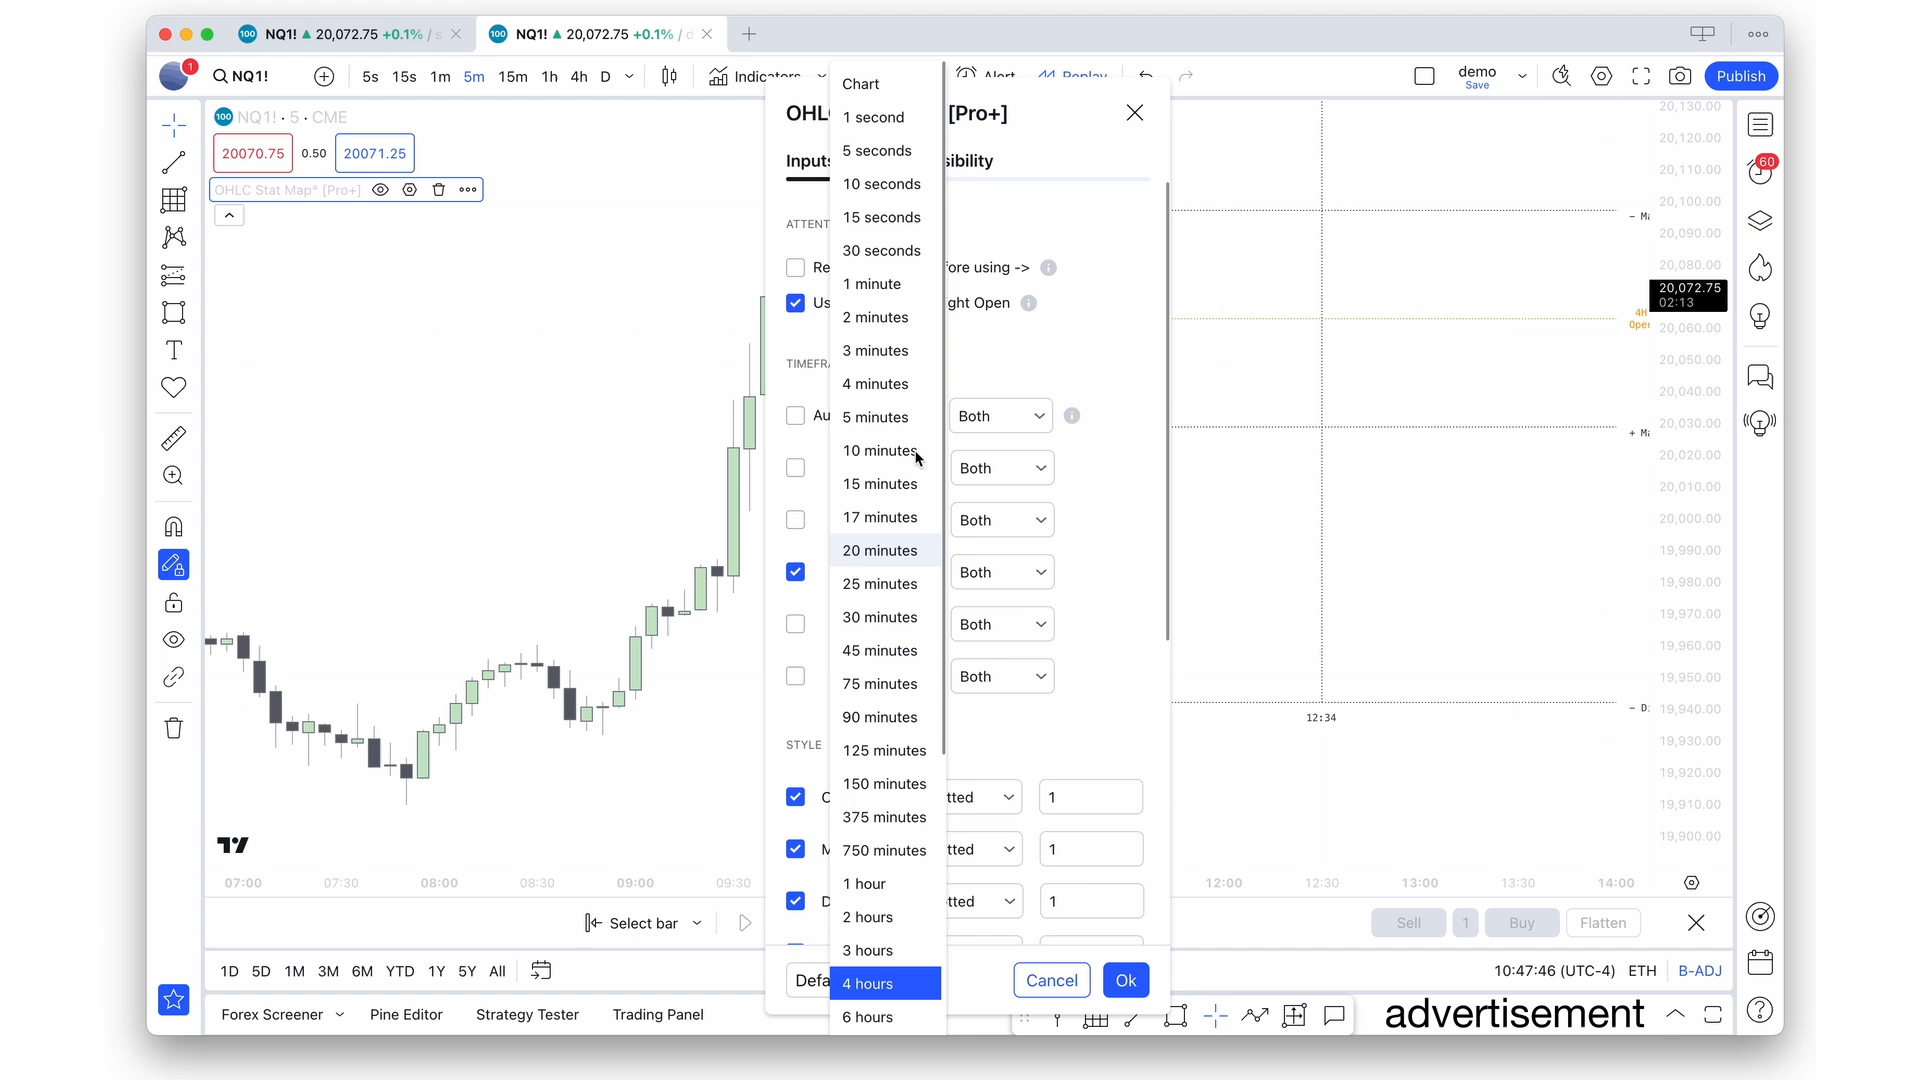 100 NQ1! ▲ 20,072.75 +0.1% / s
100 NQ1! ▲ 20,072.75 +0.1% / d
1
NQ1!
5s 15s 1m 5m 15m 1h 4h D
Indicators
Alert
Replay
demo
Save
Publish
100 NQ1! · 5 · CME
20070.75 0.50 20071.25
OHLC Stat Map° [Pro+]
OHLC [Pro+]
Inputs
ATTENT
TIMEFRA
STYLE
Chart
1 second
5 seconds
10 seconds
15 seconds
30 seconds
1 minute
2 minutes
3 minutes
4 minutes
5 minutes
10 minutes
15 minutes
17 minutes
20 minutes
25 minutes
30 minutes
45 minutes
75 minutes
90 minutes
125 minutes
150 minutes
375 minutes
750 minutes
1 hour
2 hours
3 hours
4 hours
6 hours
sibility
Re fore using ->
Us ght Open
Au Both
Both
Both
Both
Both
Both
tted 1
tted 1
tted 1
Defa
Cancel
Ok
20,130.00
20,120.00
20,110.00
20,100.00
20,090.00
20,080.00
20,072.75
02:13
20,060.00
20,050.00
20,040.00
20,030.00
20,020.00
20,010.00
20,000.00
19,990.00
19,980.00
19,970.00
19,960.00
19,950.00
19,940.00
19,930.00
19,920.00
19,910.00
19,900.00
60
4H
12:34
07:00 07:30 08:00 08:30 09:00 09:30
12:00 12:30 13:00 13:30 14:00
Select bar
Sell 1 Buy Flatten
1D 5D 1M 3M 6M YTD 1Y 5Y All
10:47:46 (UTC-4) ETH B-ADJ
Forex Screener Pine Editor Strategy Tester Trading Panel
advertisement